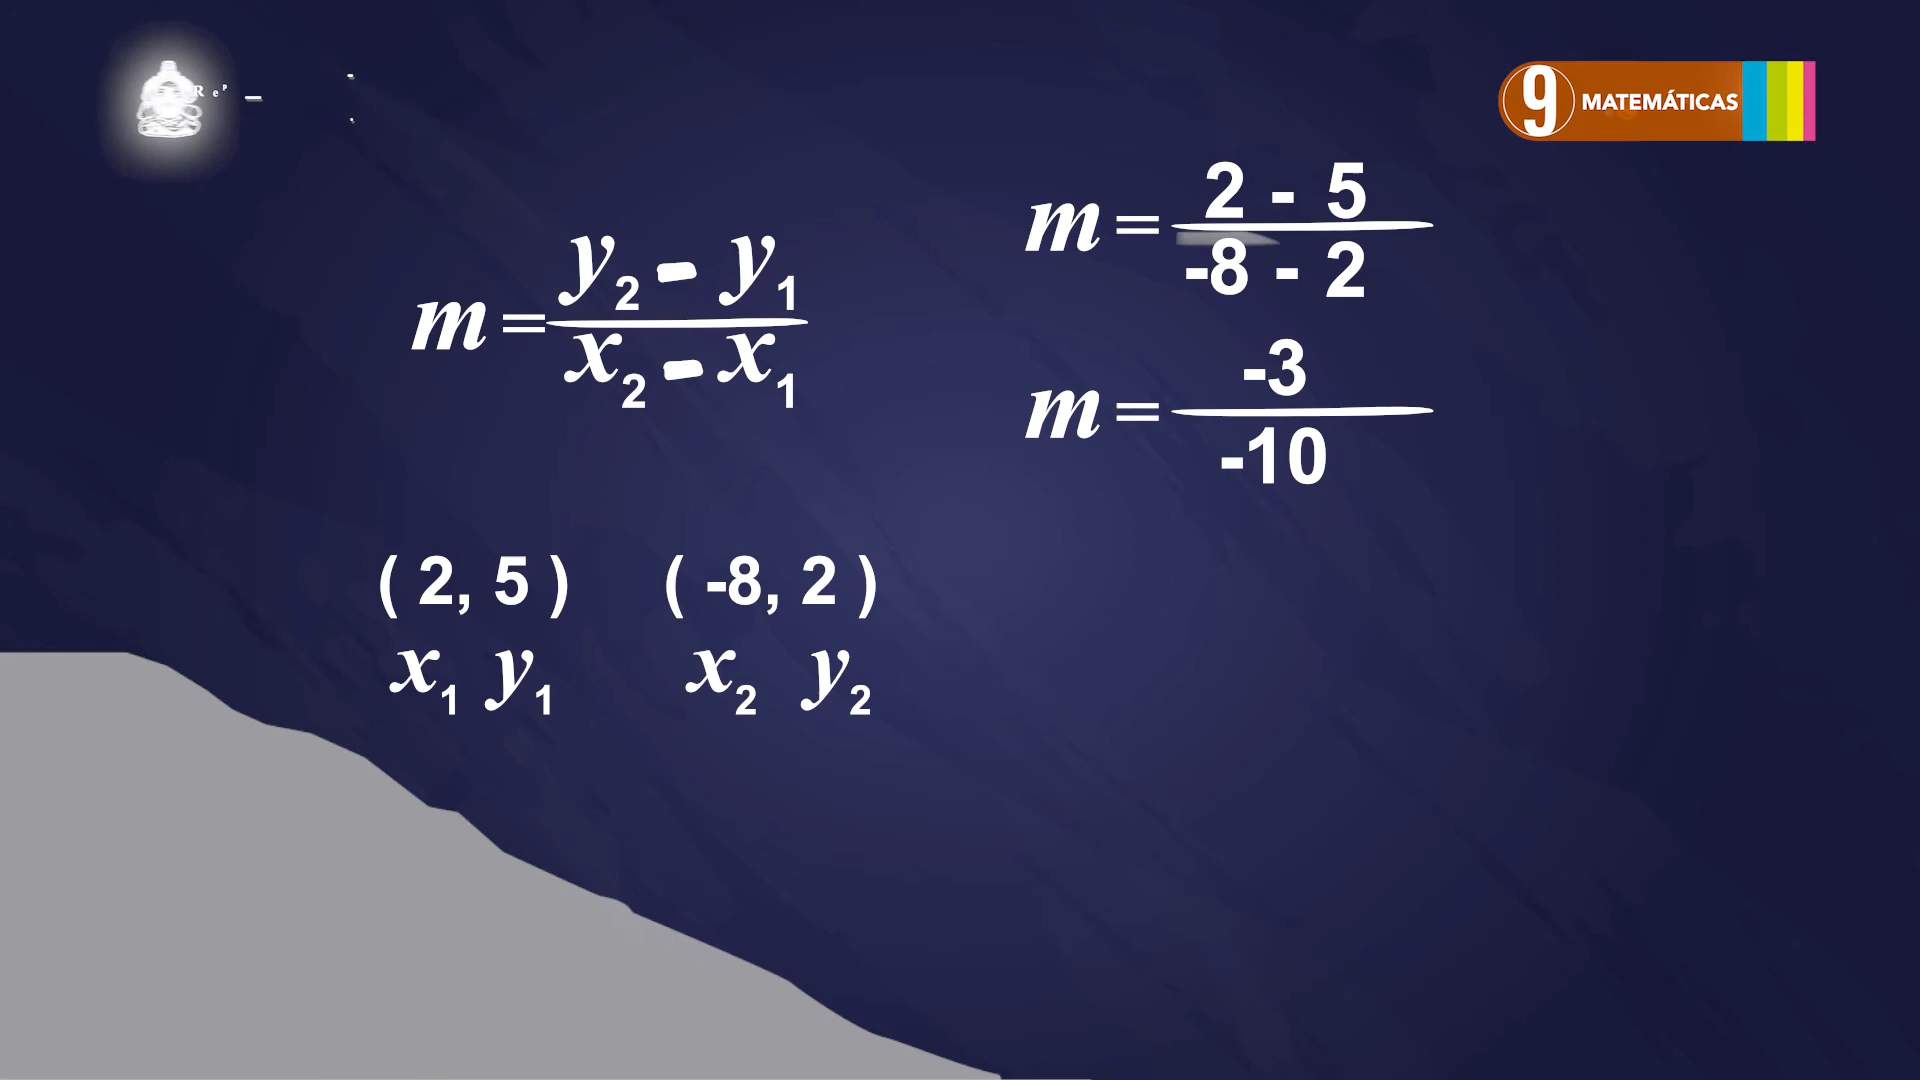 9 MATEMÁTICAS
m = y₂ - y₁ / x₂ - x₁
m = 2 - 5 / -8 - 2
m = -3 / -10
( 2, 5 ) ( -8, 2 )
x₁ y₁ x₂ y₂